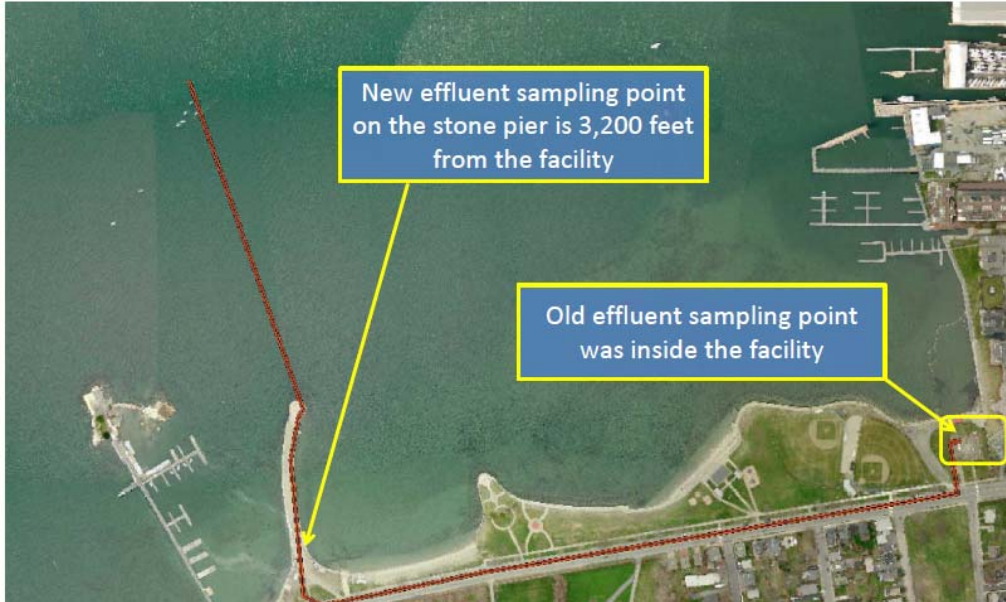 New effluent sampling point
on the stone pier is 3,200 feet
from the facility
Old effluent sampling point
was inside the facility